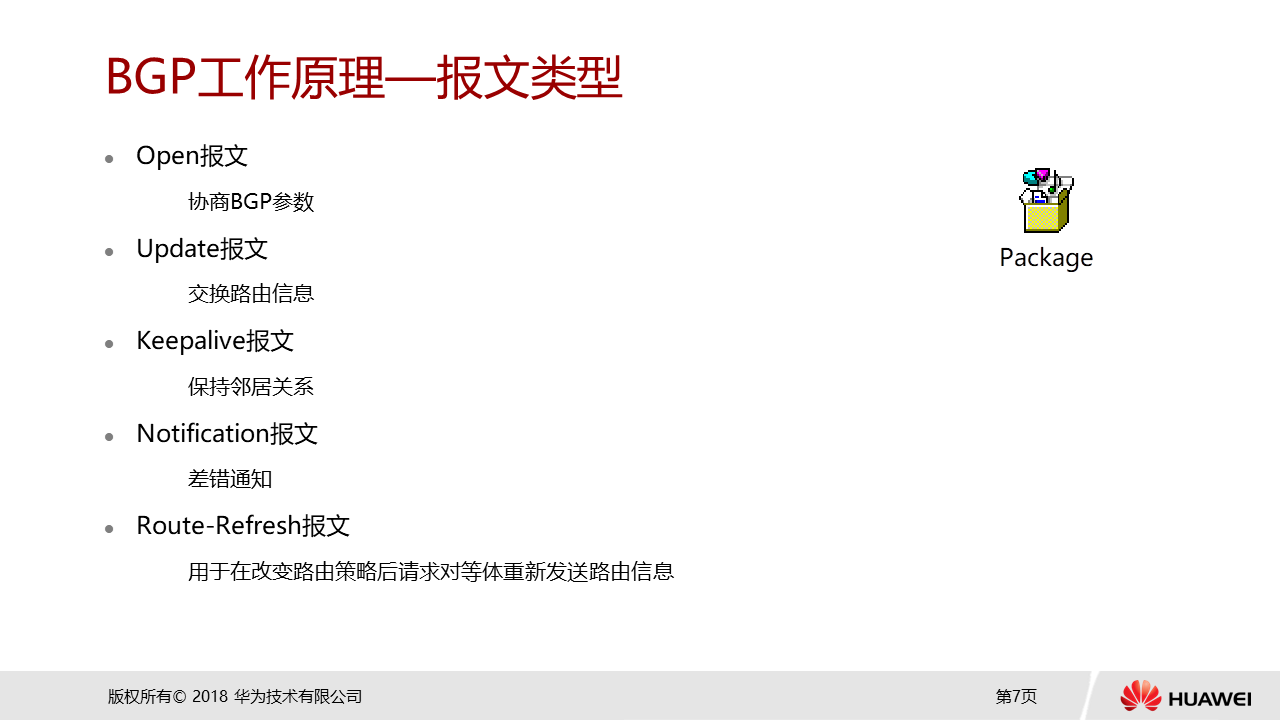 BGP工作原理—报文类型
Open报文
协商BGP参数
Update报文
交换路由信息
Keepalive报文
保持邻居关系
Notification报文
差错通知
Route-Refresh报文
用于在改变路由策略后请求对等体重新发送路由信息
Package
版权所有© 2018 华为技术有限公司
第7页
HUAWEI